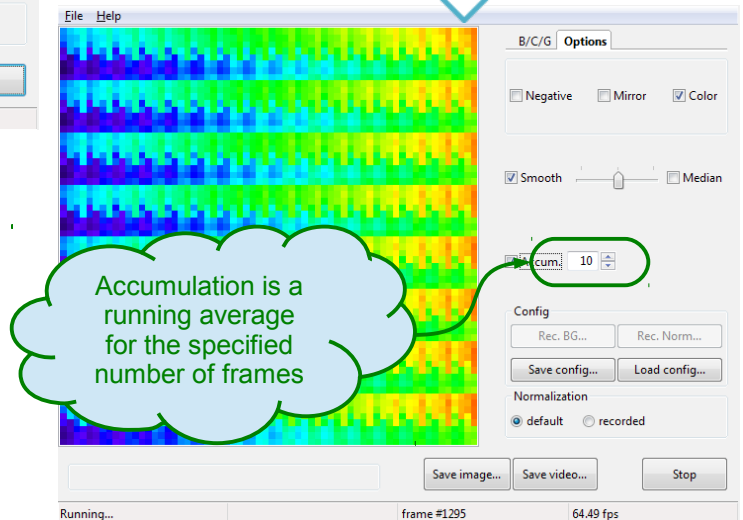 File Help
B/C/G Options
Negative Mirror Color
Smooth Median
Accum. 10
Accumulation is a
running average
for the specified
number of frames
Config
Rec. BG... Rec. Norm...
Save config... Load config...
Normalization
default recorded
Save image... Save video... Stop
Running... frame #1295 64.49 fps